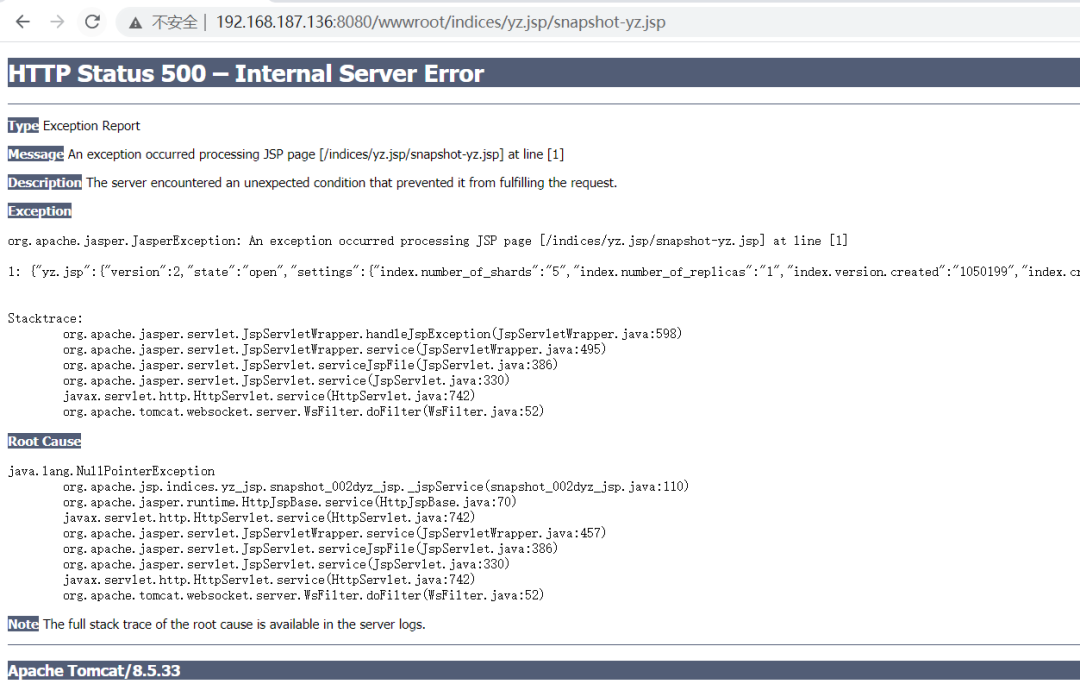 不安全 | 192.168.187.136:8080/wwwroot/indices/yz.jsp/snapshot-yz.jsp
HTTP Status 500 – Internal Server Error
Type Exception Report
Message An exception occurred processing JSP page [/indices/yz.jsp/snapshot-yz.jsp] at line [1]
Description The server encountered an unexpected condition that prevented it from fulfilling the request.
Exception
org.apache.jasper.JasperException: An exception occurred processing JSP page [/indices/yz.jsp/snapshot-yz.jsp] at line [1]
1: {"yz.jsp":{"version":2,"state":"open","settings":{"index.number_of_shards":"5","index.number_of_replicas":"1","index.version.created":"1050199","index.cr
Stacktrace:
org.apache.jasper.servlet.JspServletWrapper.handleJspException(JspServletWrapper.java:598)
org.apache.jasper.servlet.JspServletWrapper.service(JspServletWrapper.java:495)
org.apache.jasper.servlet.JspServlet.serviceJspFile(JspServlet.java:386)
org.apache.jasper.servlet.JspServlet.service(JspServlet.java:330)
javax.servlet.http.HttpServlet.service(HttpServlet.java:742)
org.apache.tomcat.websocket.server.WsFilter.doFilter(WsFilter.java:52)
Root Cause
java.lang.NullPointerException
org.apache.jsp.indices.yz_jsp.snapshot_002dyz_jsp._jspService(snapshot_002dyz_jsp.java:110)
org.apache.jasper.runtime.HttpJspBase.service(HttpJspBase.java:70)
javax.servlet.http.HttpServlet.service(HttpServlet.java:742)
org.apache.jasper.servlet.JspServletWrapper.service(JspServletWrapper.java:457)
org.apache.jasper.servlet.JspServlet.serviceJspFile(JspServlet.java:386)
org.apache.jasper.servlet.JspServlet.service(JspServlet.java:330)
javax.servlet.http.HttpServlet.service(HttpServlet.java:742)
org.apache.tomcat.websocket.server.WsFilter.doFilter(WsFilter.java:52)
Note The full stack trace of the root cause is available in the server logs.
Apache Tomcat/8.5.33